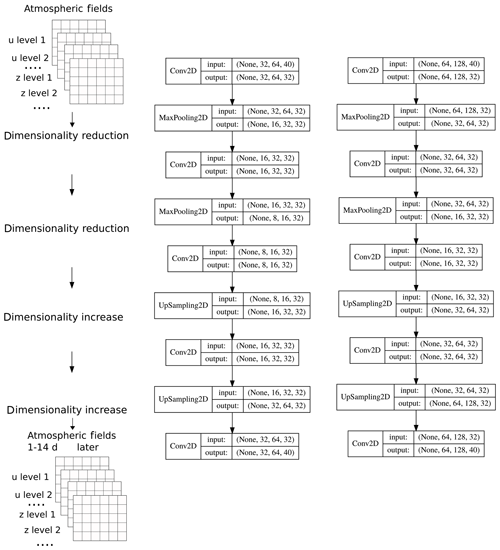 Atmospheric fields
u level 1
u level 2
....
z level 1
z level 2
....
Dimensionality reduction
Dimensionality reduction
Dimensionality increase
Dimensionality increase
Atmospheric fields
1-14 d later
u level 1
u level 2
....
z level 1
z level 2
....
Conv2D input: (None, 32, 64, 40)
output: (None, 32, 64, 32)
MaxPooling2D input: (None, 32, 64, 32)
output: (None, 16, 32, 32)
Conv2D input: (None, 16, 32, 32)
output: (None, 16, 32, 32)
MaxPooling2D input: (None, 16, 32, 32)
output: (None, 8, 16, 32)
Conv2D input: (None, 8, 16, 32)
output: (None, 8, 16, 32)
UpSampling2D input: (None, 8, 16, 32)
output: (None, 16, 32, 32)
Conv2D input: (None, 16, 32, 32)
output: (None, 16, 32, 32)
UpSampling2D input: (None, 16, 32, 32)
output: (None, 32, 64, 32)
Conv2D input: (None, 32, 64, 32)
output: (None, 32, 64, 40)
Conv2D input: (None, 64, 128, 40)
output: (None, 64, 128, 32)
MaxPooling2D input: (None, 64, 128, 32)
output: (None, 32, 64, 32)
Conv2D input: (None, 32, 64, 32)
output: (None, 32, 64, 32)
MaxPooling2D input: (None, 32, 64, 32)
output: (None, 16, 32, 32)
Conv2D input: (None, 16, 32, 32)
output: (None, 16, 32, 32)
UpSampling2D input: (None, 16, 32, 32)
output: (None, 32, 64, 32)
Conv2D input: (None, 32, 64, 32)
output: (None, 32, 64, 32)
UpSampling2D input: (None, 32, 64, 32)
output: (None, 64, 128, 32)
Conv2D input: (None, 64, 128, 32)
output: (None, 64, 128, 40)